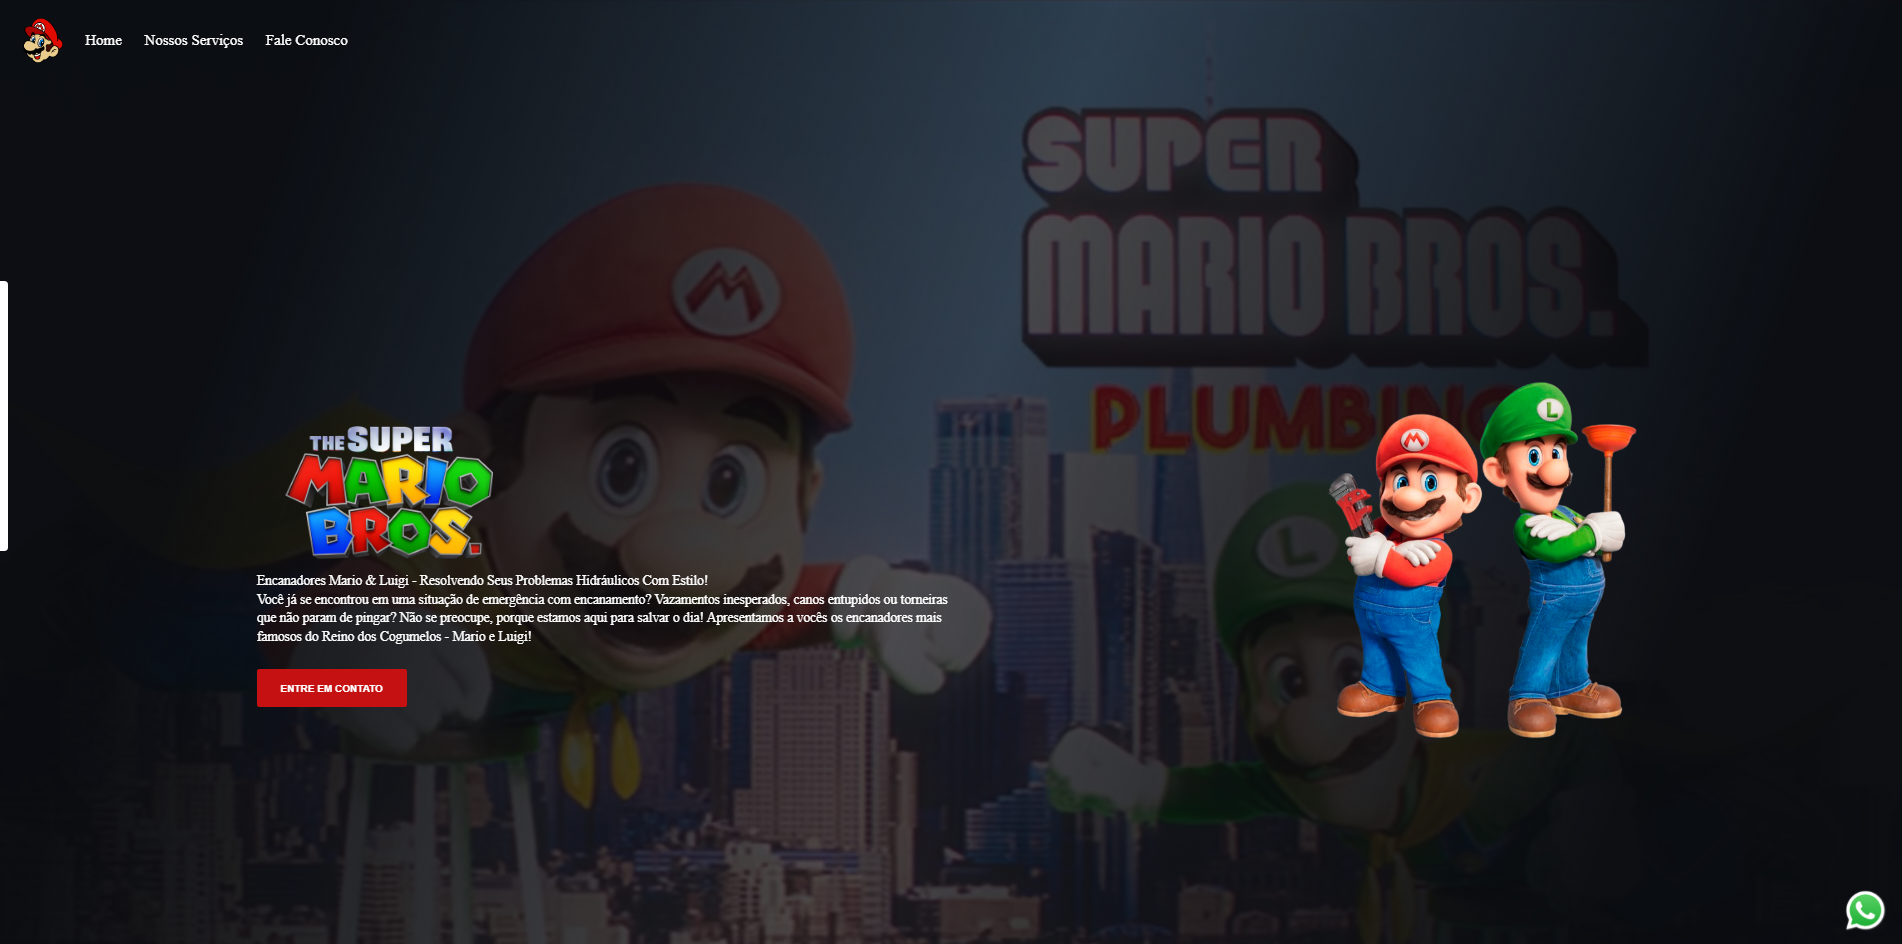 Home
Nossos Serviços
Fale Conosco
SUPER
MARIO BROS.
PLUMBING
THE SUPER
MARIO
BROS.
Encanadores Mario & Luigi - Resolvendo Seus Problemas Hidráulicos Com Estilo!
Você já se encontrou em uma situação de emergência com encanamento? Vazamentos inesperados, canos entupidos ou torneiras
que não param de pingar? Não se preocupe, porque estamos aqui para salvar o dia! Apresentamos a vocês os encanadores mais
famosos do Reino dos Cogumelos - Mario e Luigi!
ENTRE EM CONTATO